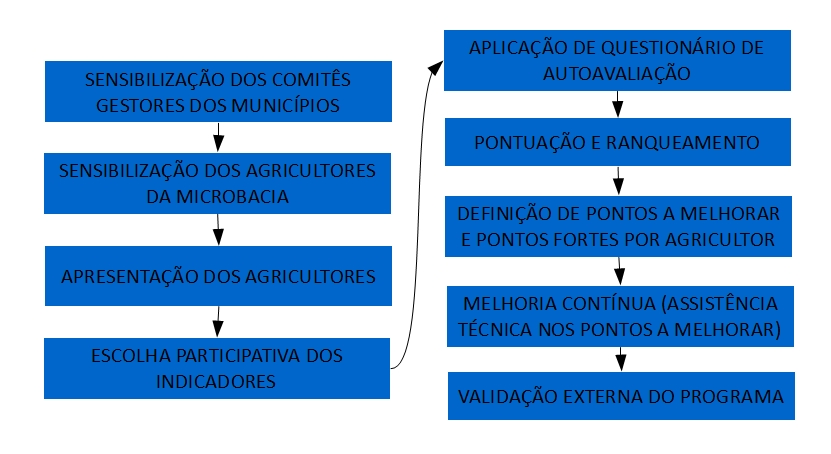 SENSIBILIZAÇÃO DOS COMITÊS
GESTORES DOS MUNICÍPIOS
SENSIBILIZAÇÃO DOS AGRICULTORES
DA MICROBACIA
APRESENTAÇÃO DOS AGRICULTORES
ESCOLHA PARTICIPATIVA DOS
INDICADORES
APLICAÇÃO DE QUESTIONÁRIO DE
AUTOAVALIAÇÃO
PONTUAÇÃO E RANQUEAMENTO
DEFINIÇÃO DE PONTOS A MELHORAR
E PONTOS FORTES POR AGRICULTOR
MELHORIA CONTÍNUA (ASSISTÊNCIA
TÉCNICA NOS PONTOS A MELHORAR)
VALIDAÇÃO EXTERNA DO PROGRAMA